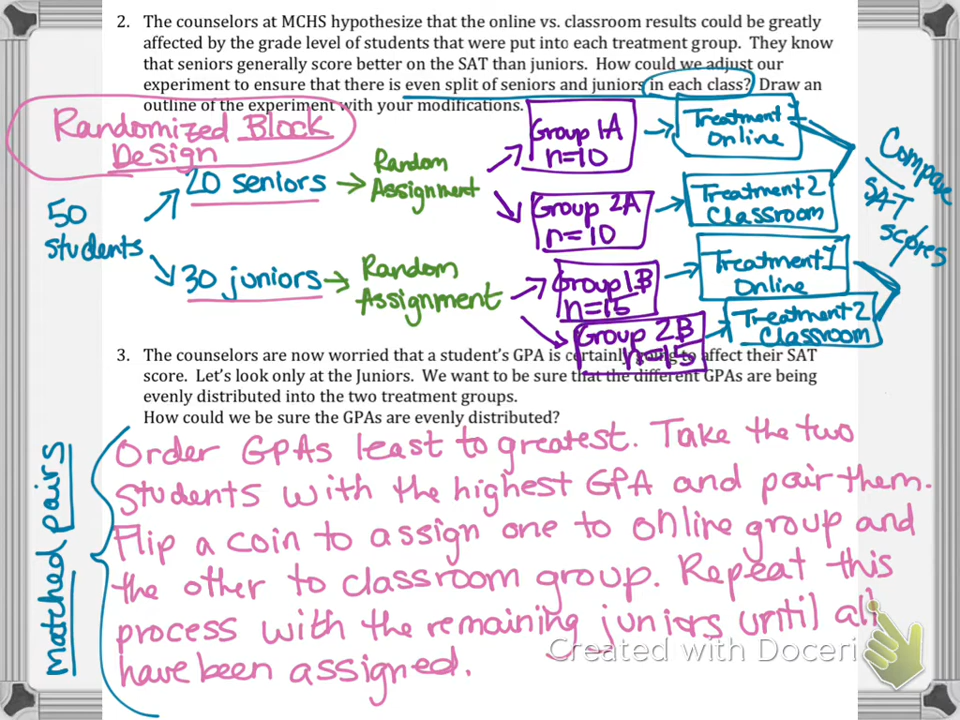 2. The counselors at MCHS hypothesize that the online vs. classroom results could be greatly
affected by the grade level of students that were put into each treatment group. They know
that seniors generally score better on the SAT than juniors. How could we adjust our
experiment to ensure that there is even split of seniors and juniors in each class? Draw an
outline of the experiment with your modifications.
Randomized Block
Design
50
students
20 seniors
Random
Assignment
Group 1A
n=10
Treatment 1
Online
Group 2A
n=10
Treatment 2
Classroom
30 juniors
Random
Assignment
Group 1B
n=15
Treatment 1
Online
Group 2B
n=15
Treatment 2
Classroom
Compare
SAT
scores
3. The counselors are now worried that a student's GPA is certainly going to affect their SAT
score. Let's look only at the Juniors. We want to be sure that the different GPAs are being
evenly distributed into the two treatment groups.
How could we be sure the GPAs are evenly distributed?
matched pairs
Order GPAs least to greatest. Take the two
students with the highest GPA and pair them.
Flip a coin to assign one to online group and
the other to classroom group. Repeat this
process with the remaining juniors until all
have been assigned.
Created with Doceri